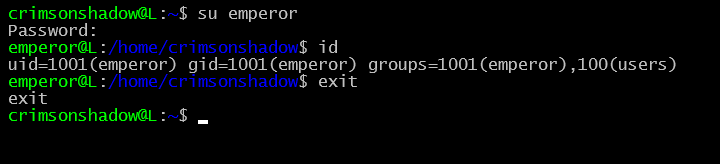 crimsonshadow@L:~$ su emperor
Password:
emperor@L:/home/crimsonshadow$ id
uid=1001(emperor) gid=1001(emperor) groups=1001(emperor),100(users)
emperor@L:/home/crimsonshadow$ exit
exit
crimsonshadow@L:~$